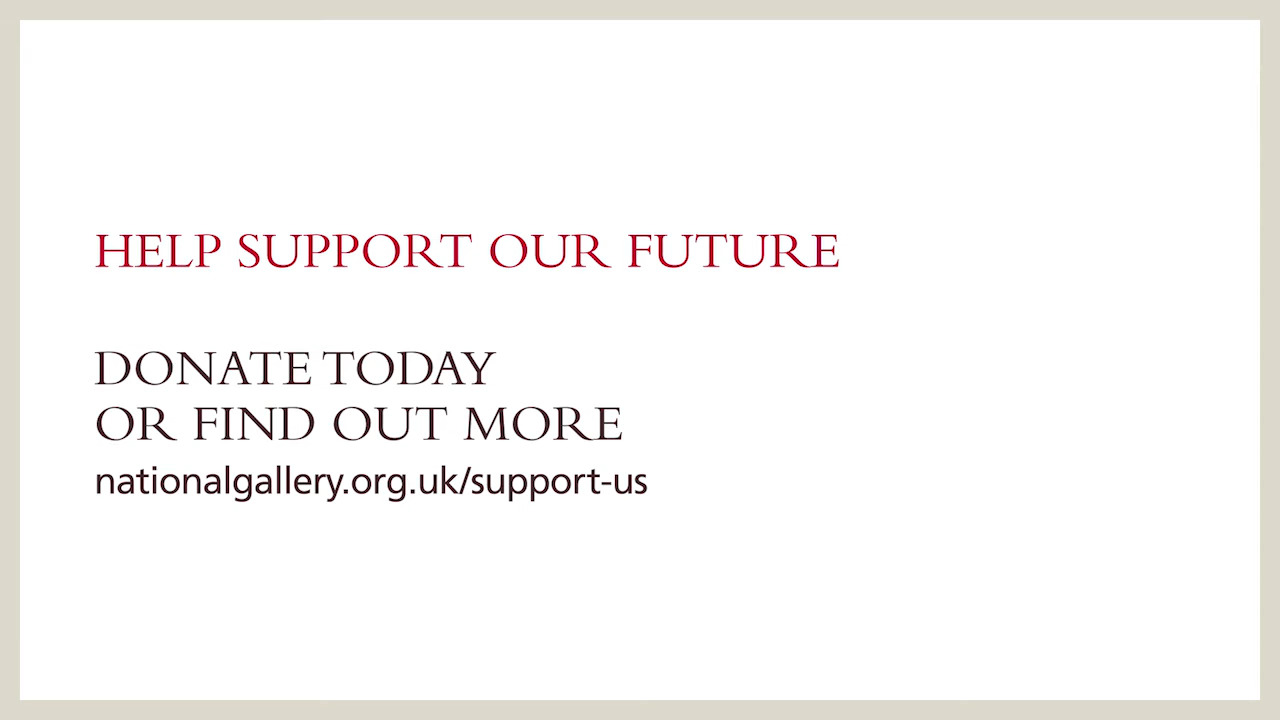 HELP SUPPORT OUR FUTURE
DONATE TODAY
OR FIND OUT MORE
nationalgallery.org.uk/support-us